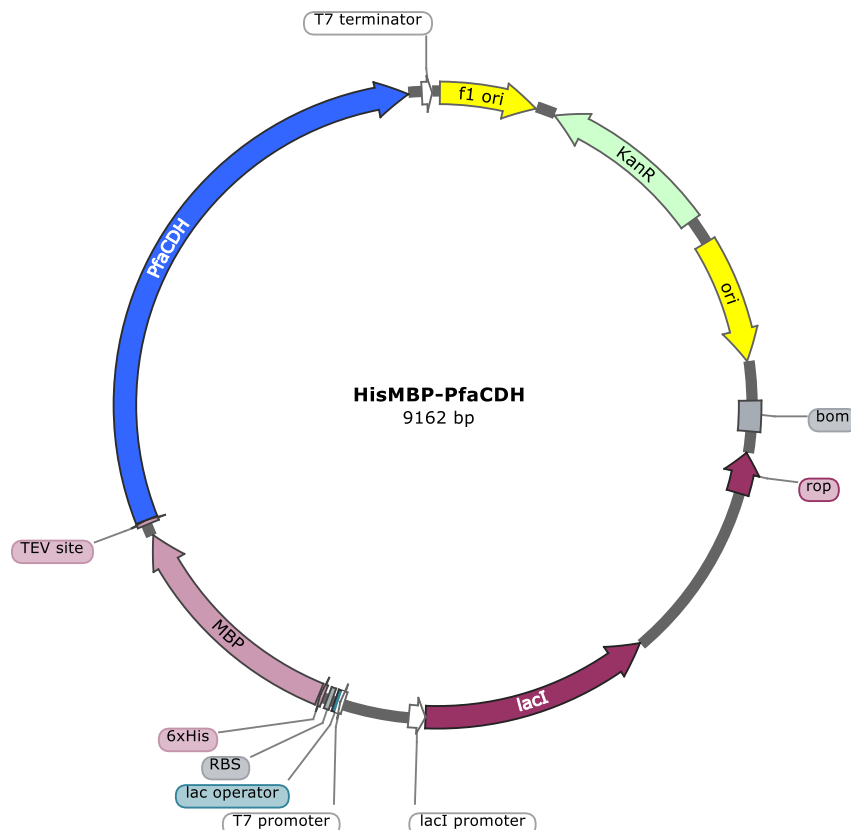 T7 terminator
f1 ori
KanR
PfaCDH
ori
HisMBP-PfaCDH
9162 bp
bom
rop
TEV site
MBP
lacI
6xHis
RBS
lac operator
T7 promoter
lacI promoter